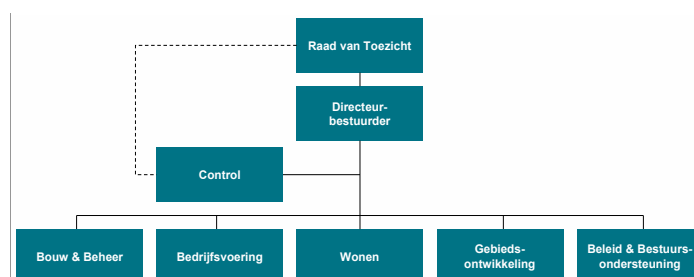 Raad van Toezicht
Directeur-
bestuurder
Control
Bouw & Beheer
Bedrijfsvoering
Wonen
Gebieds-
ontwikkeling
Beleid & Bestuurs-
ondersteuning